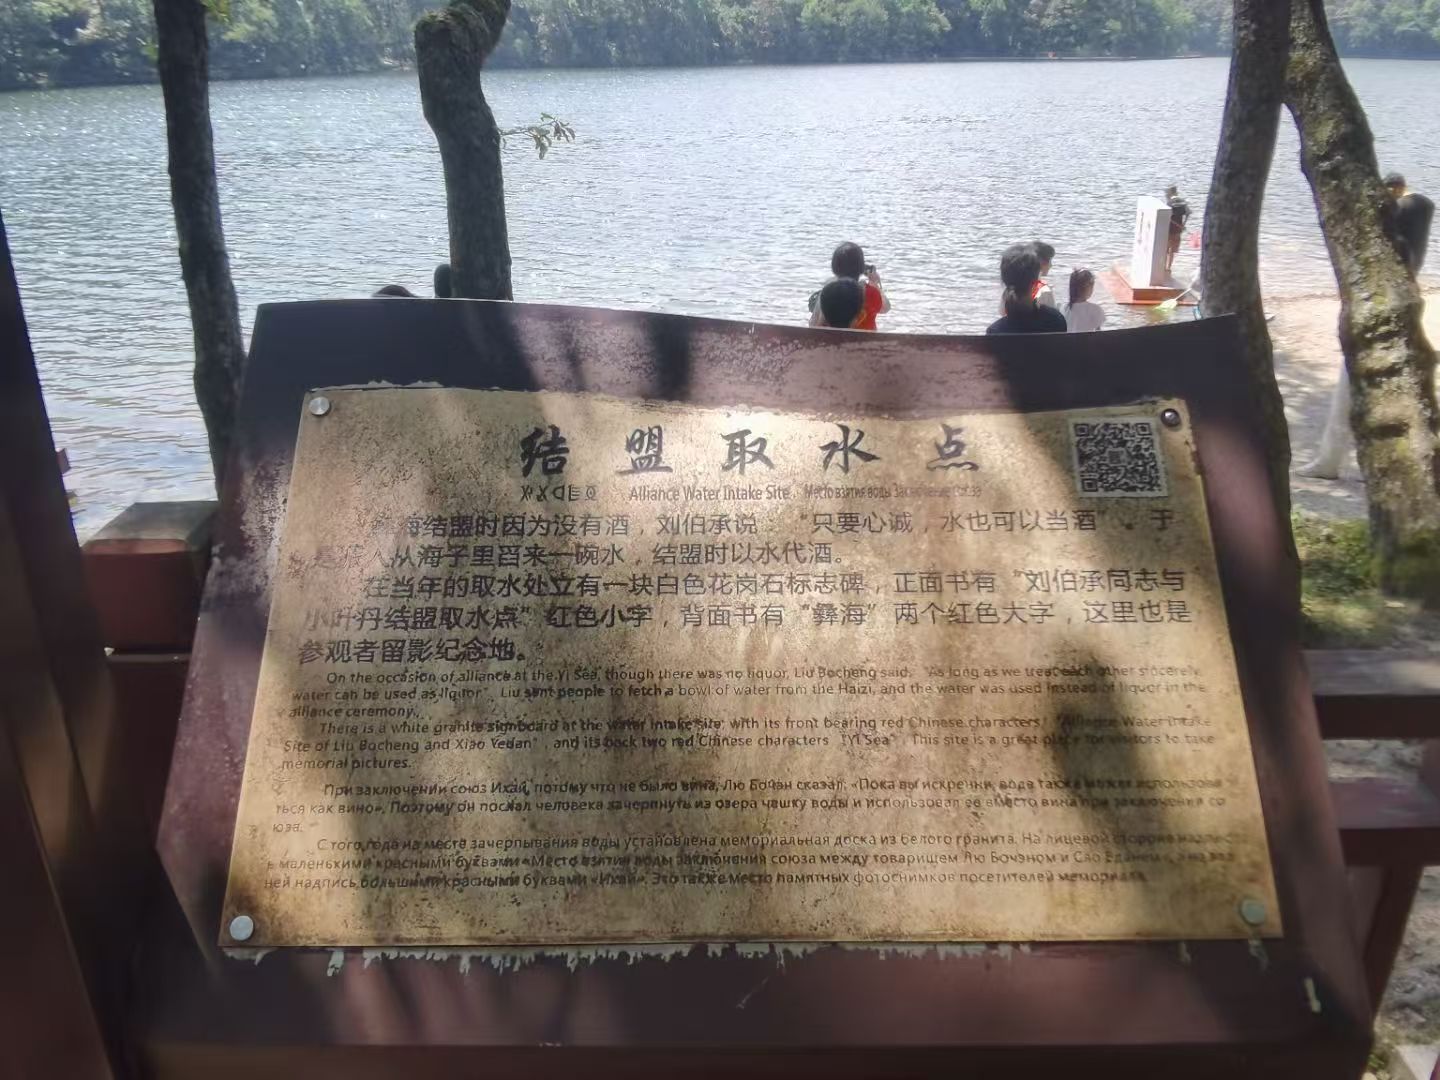 结盟取水点
Alliance Water Intake Site Место взятия воды
海结盟时因为没有酒，刘伯承说：“只要心诚，水也可以当酒”。于
是派人从海子里舀来一碗水，结盟时以水代酒。
在当年的取水处立有一块白色花岗石标志碑，正面书有“刘伯承同志与
小叶丹结盟取水点”红色小字，背面书有“彝海”两个红色大字，这里也是
参观者留影纪念地。
On the occasion of alliance at the Yi Sea, though there was no liquor, Liu Bocheng said: "As long as we treat each other sincerely,
water can be used as liquor". Liu sent people to fetch a bowl of water from the Haizi, and the water was used instead of liquor in the
alliance ceremony.
There is a white granite signboard at the water intake site, with its front bearing red Chinese characters "Alliance Water Intake
Site of Liu Bocheng and Xiao Yedan", and its back two red Chinese characters "Yi Sea". This site is a great place for visitors to take
memorial pictures.
При заключении союз Ихай, потому что не было вина, Лю Бочэн сказал: «Пока вы искренни, вода также может использова
ться как вино». Поэтому он послал человека зачерпнуть из озера чашку воды и использовал ее вместо вина при заключении со
юза.
С того года на месте зачерпывания воды установлена мемориальная доска из белого гранита. На лицевой стороне
маленькими красными буквами «Место взятия воды заключения союза между товарищем Лю Бочэном и Сяо Еданем»,
ней надпись большими красными буквами «Ихай». Это также место памятных фотоснимков посетителей мемориала.